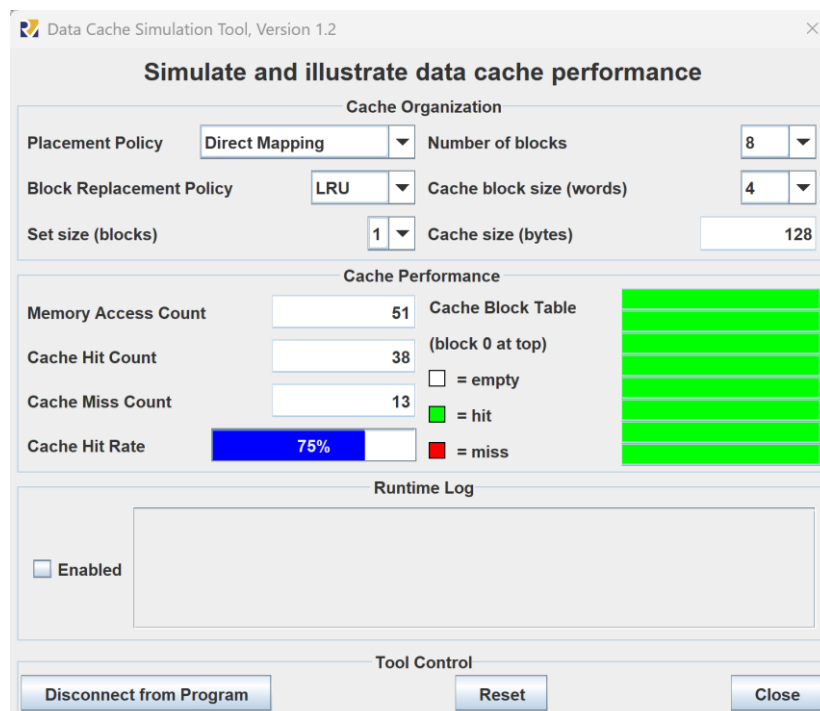 Data Cache Simulation Tool, Version 1.2
Simulate and illustrate data cache performance
Cache Organization
Placement Policy Direct Mapping Number of blocks 8
Block Replacement Policy LRU Cache block size (words) 4
Set size (blocks) 1 Cache size (bytes) 128
Cache Performance
Memory Access Count 51 Cache Block Table
(block 0 at top)
Cache Hit Count 38
= empty
Cache Miss Count 13
= hit
Cache Hit Rate 75%
= miss
Runtime Log
Enabled
Tool Control
Disconnect from Program Reset Close